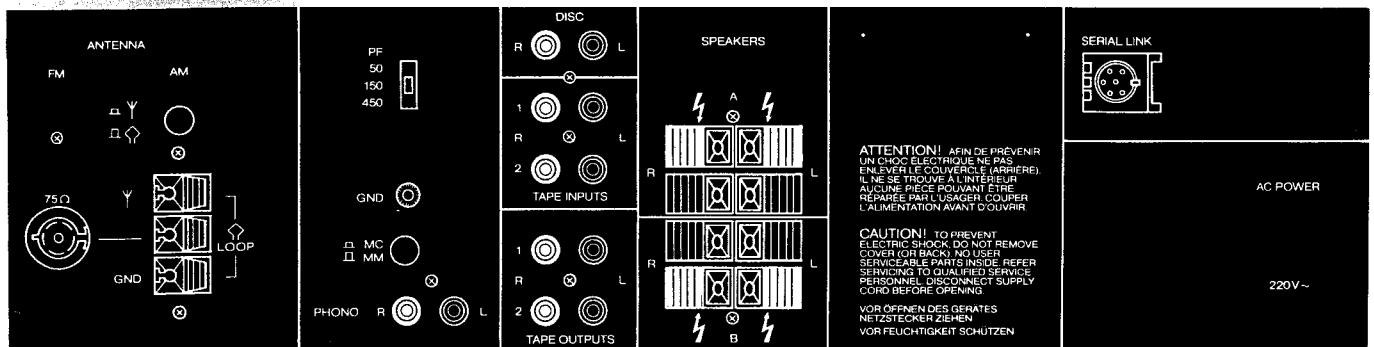 ANTENNA
FM
AM
75Ω
LOOP
GND
PF
50
150
450
GND
MC
MM
PHONO R L
DISC
R L
1
R L
2
TAPE INPUTS
1
R L
2
TAPE OUTPUTS
SPEAKERS
A
R L
R L
B
ATTENTION! AFIN DE PRÉVENIR
UN CHOC ÉLECTRIQUE NE PAS
ENLEVER LE COUVERCLE (ARRIÈRE).
IL NE SE TROUVE À L'INTÉRIEUR
AUCUNE PIÈCE POUVANT ÊTRE
RÉPARÉE PAR L'USAGER. COUPER
L'ALIMENTATION AVANT D'OUVRIR.
CAUTION! TO PREVENT
ELECTRIC SHOCK, DO NOT REMOVE
COVER (OR BACK). NO USER
SERVICEABLE PARTS INSIDE. REFER
SERVICING TO QUALIFIED SERVICE
PERSONNEL. DISCONNECT SUPPLY
CORD BEFORE OPENING.
VOR ÖFFNEN DES GERÄTES
NETZSTECKER ZIEHEN
VOR FEUCHTIGKEIT SCHÜTZEN
SERIAL LINK
AC POWER
220V~